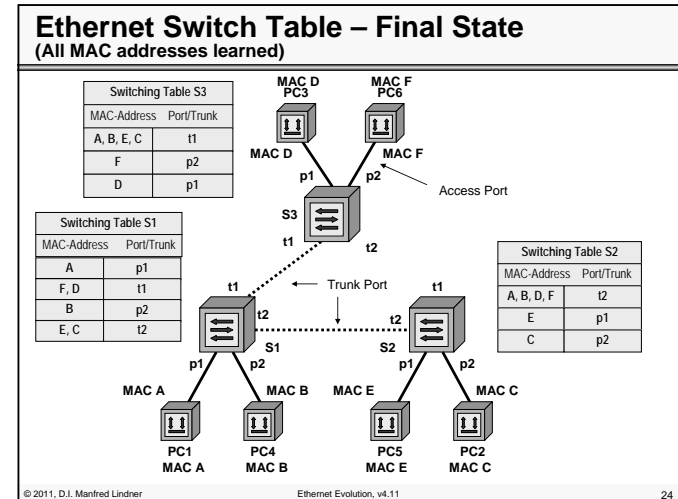 Ethernet Switch Table – Final State
(All MAC addresses learned)
Switching Table S3
MAC-Address Port/Trunk
A, B, E, C t1
F p2
D p1
MAC D MAC F
PC3 PC6
MAC D MAC F
p1 p2
Access Port
S3
t1 t2
Switching Table S1
MAC-Address Port/Trunk
A p1
F, D t1
B p2
E, C t2
Switching Table S2
MAC-Address Port/Trunk
A, B, D, F t2
E p1
C p2
Trunk Port
t1 t1
t2 t2
S1 S2
p1 p2 p1 p2
MAC A MAC B MAC E MAC C
PC1 PC4 PC5 PC2
MAC A MAC B MAC E MAC C
© 2011, D.I. Manfred Lindner Ethernet Evolution, v4.11 24